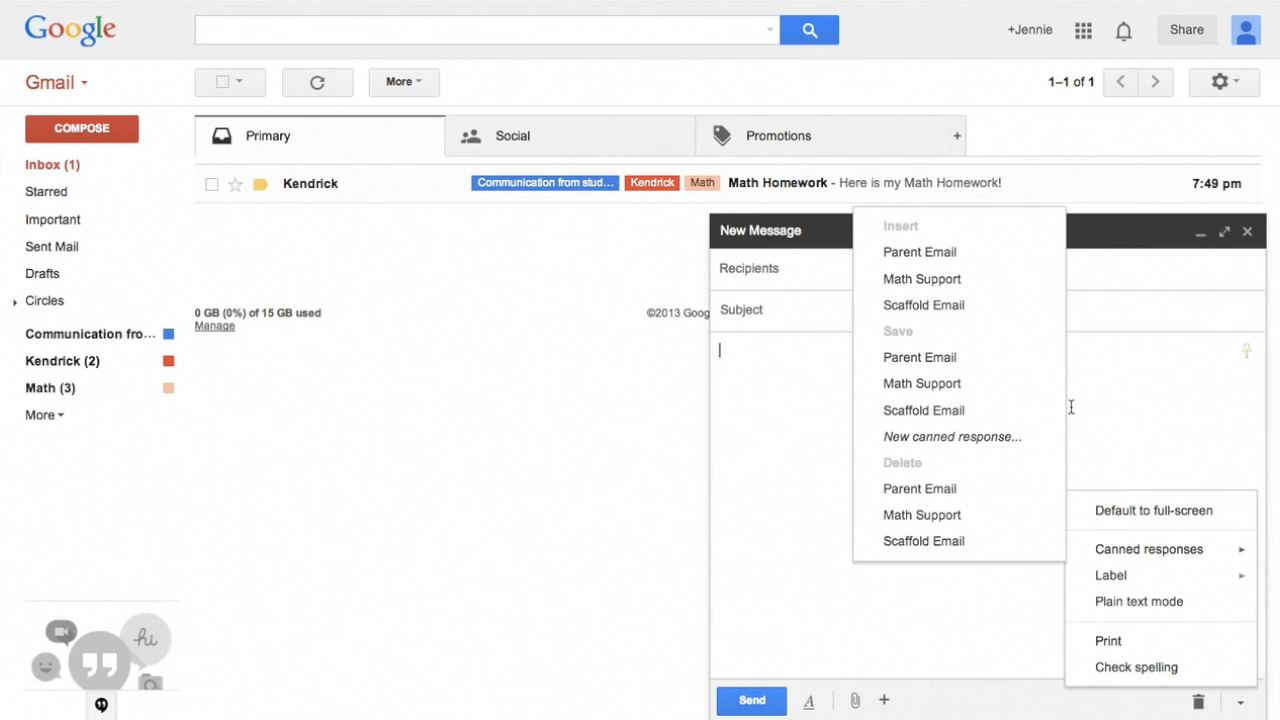 Google
+Jennie
Share
Gmail
More
1–1 of 1
COMPOSE
Primary
Social
Promotions
+
Inbox (1)
Starred
Important
Sent Mail
Drafts
Circles
Communication fro...
Kendrick (2)
Math (3)
More
Kendrick
Communication from stud...
Kendrick
Math
Math Homework - Here is my Math Homework!
7:49 pm
0 GB (0%) of 15 GB used
Manage
©2013 Goog
New Message
Recipients
Subject
Insert
Parent Email
Math Support
Scaffold Email
Save
Parent Email
Math Support
Scaffold Email
New canned response...
Delete
Parent Email
Math Support
Scaffold Email
Default to full-screen
Canned responses
Label
Plain text mode
Print
Check spelling
hi
Send
A
+